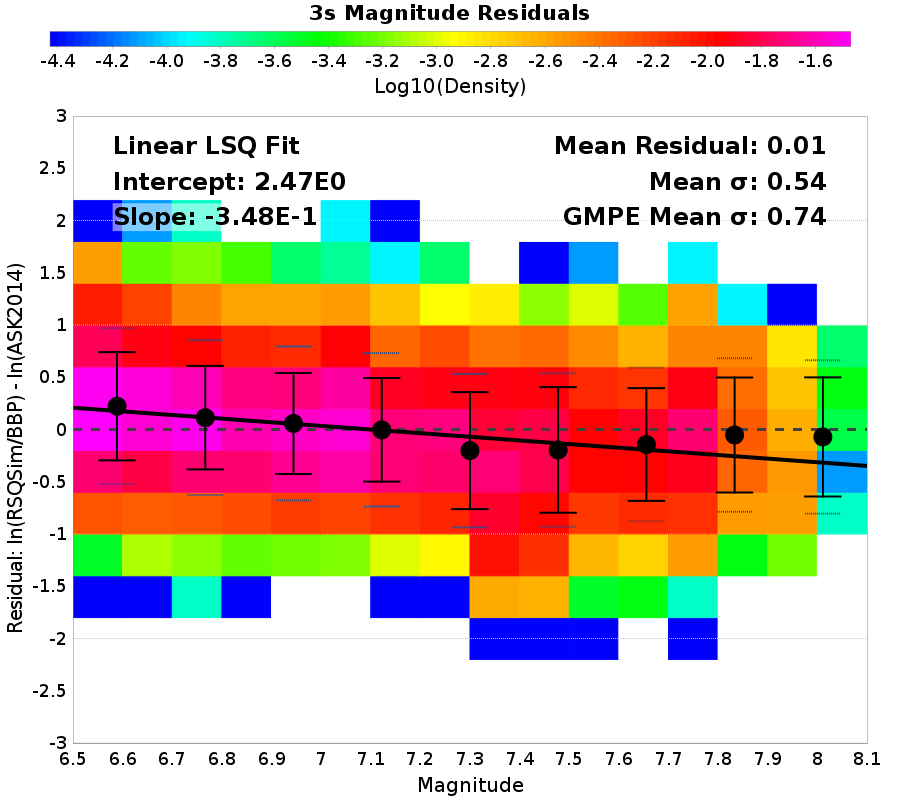 3s Magnitude Residuals
-4.4 -4.2 -4.0 -3.8 -3.6 -3.4 -3.2 -3.0 -2.8 -2.6 -2.4 -2.2 -2.0 -1.8 -1.6
Log10(Density)
Linear LSQ Fit
Intercept: 2.47E0
Slope: -3.48E-1
Mean Residual: 0.01
Mean σ: 0.54
GMPE Mean σ: 0.74
Residual: ln(RSQSim/BBP) - ln(ASK2014)
3
2.5
2
1.5
1
0.5
0
-0.5
-1
-1.5
-2
-2.5
-3
6.5 6.6 6.7 6.8 6.9 7 7.1 7.2 7.3 7.4 7.5 7.6 7.7 7.8 7.9 8 8.1
Magnitude